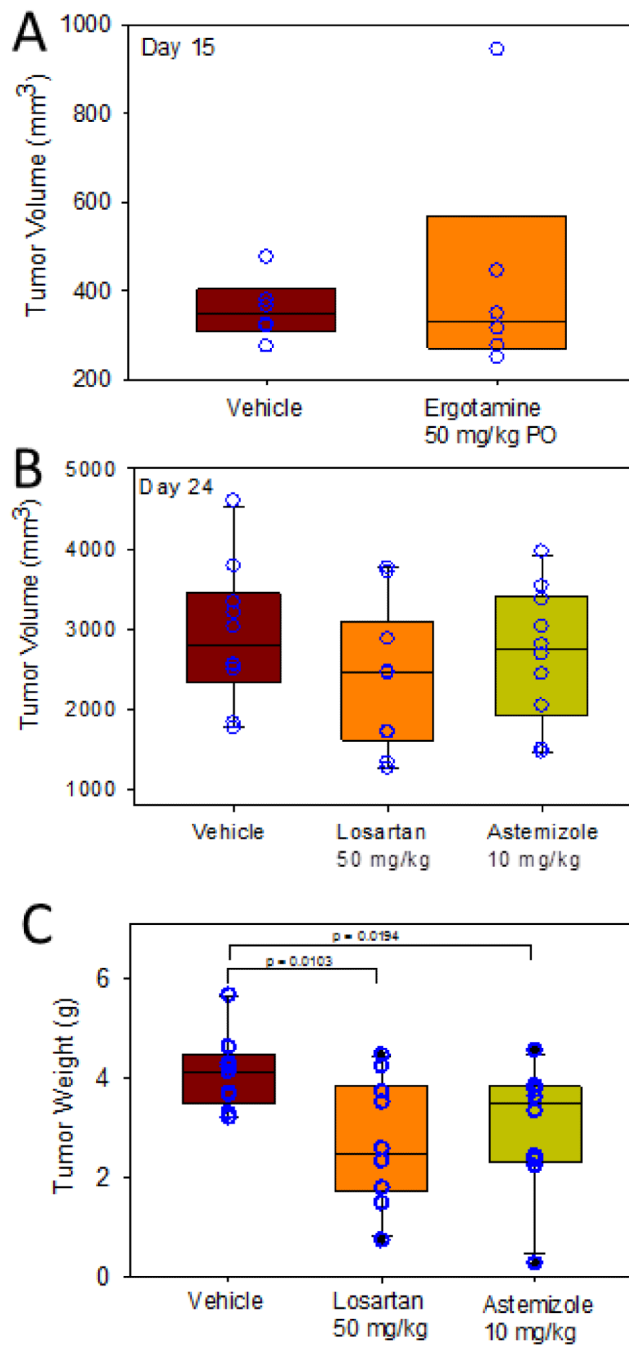 A
Day 15
Tumor Volume (mm3)
1000
800
600
400
200
Vehicle
Ergotamine
50 mg/kg PO
B
Day 24
Tumor Volume (mm3)
5000
4000
3000
2000
1000
Vehicle
Losartan
50 mg/kg
Astemizole
10 mg/kg
C
p = 0.0194
p = 0.0103
Tumor Weight (g)
6
4
2
0
Vehicle
Losartan
50 mg/kg
Astemizole
10 mg/kg